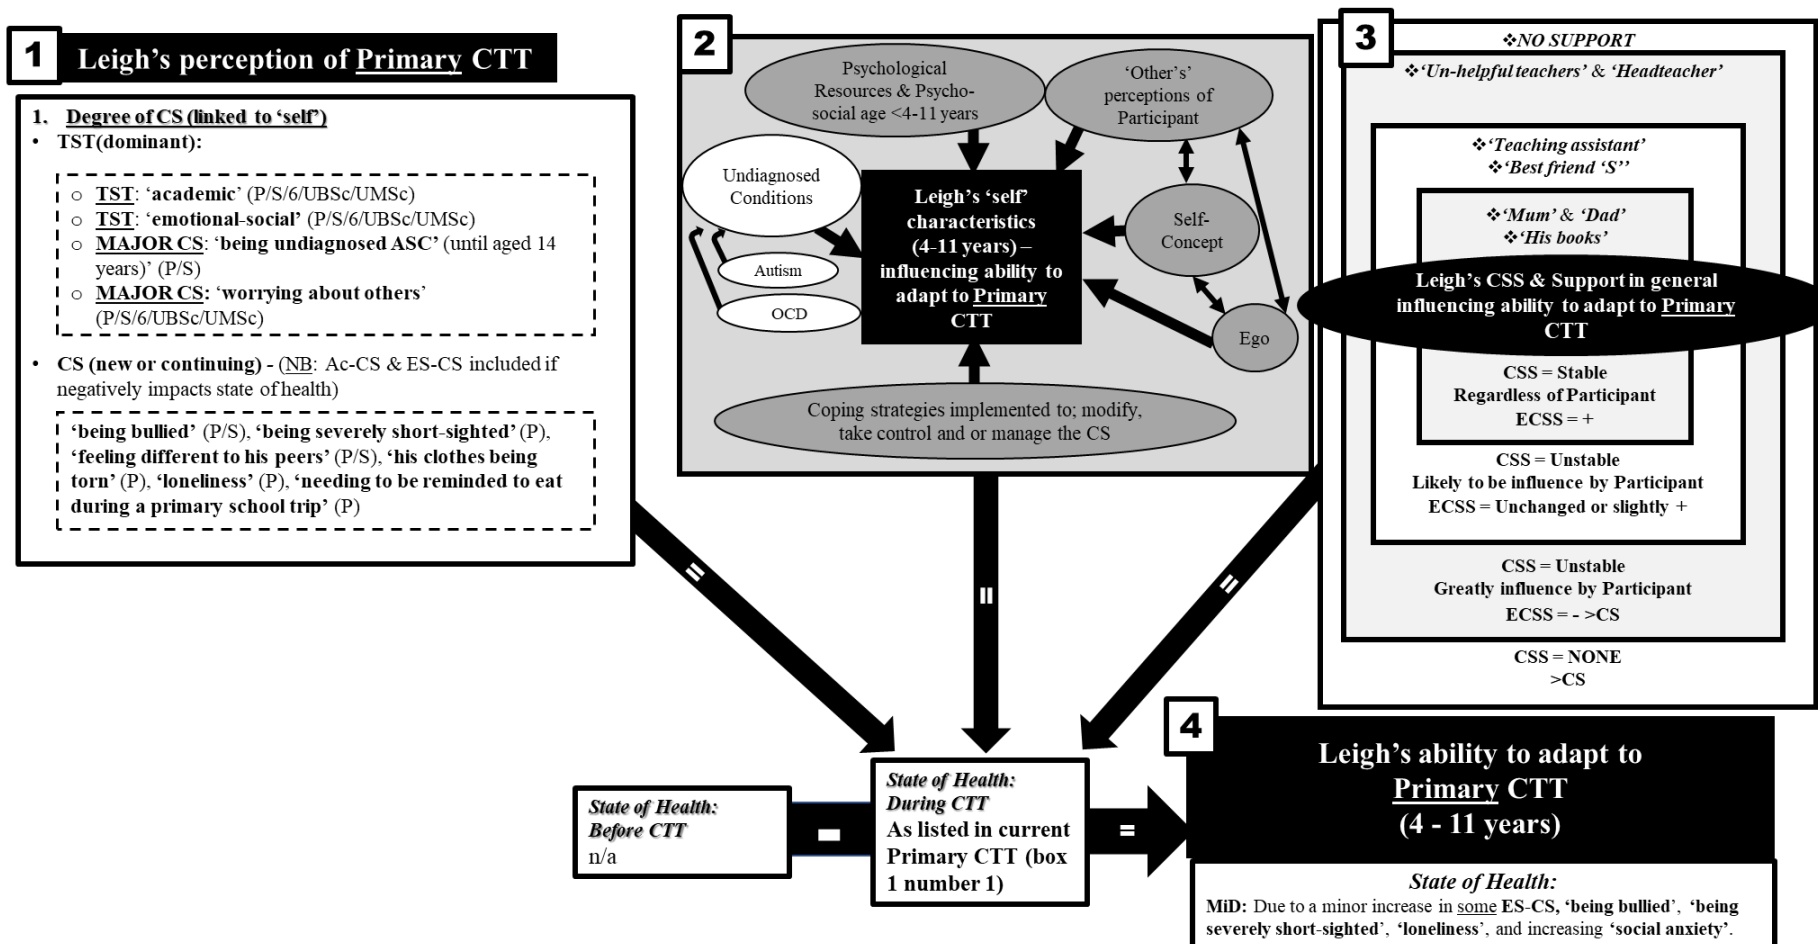 1
Leigh's perception of Primary CTT
1. Degree of CS (linked to 'self')
• TST(dominant):
o TST: 'academic' (P/S/6/UBSc/UMSc)
o TST: 'emotional-social' (P/S/6/UBSc/UMSc)
o MAJOR CS: 'being undiagnosed ASC' (until aged 14
years)' (P/S)
o MAJOR CS: 'worrying about others'
(P/S/6/UBSc/UMSc)
• CS (new or continuing) - (NB: Ac-CS & ES-CS included if
negatively impacts state of health)
'being bullied' (P/S), 'being severely short-sighted' (P),
'feeling different to his peers' (P/S), 'his clothes being
torn' (P), 'loneliness' (P), 'needing to be reminded to eat
during a primary school trip' (P)
2
Psychological
Resources & Psycho-
social age <4-11 years
'Other's'
perceptions of
Participant
Undiagnosed
Conditions
Autism
OCD
Leigh's 'self'
characteristics
(4-11 years) –
influencing ability to
adapt to Primary
CTT
Self-
Concept
Ego
Coping strategies implemented to; modify,
take control and or manage the CS
3
❖NO SUPPORT
❖'Un-helpful teachers' & 'Headteacher'
❖'Teaching assistant'
❖'Best friend 'S''
❖'Mum' & 'Dad'
❖'His books'
Leigh's CSS & Support in general
influencing ability to adapt to Primary
CTT
CSS = Stable
Regardless of Participant
ECSS = +
CSS = Unstable
Likely to be influence by Participant
ECSS = Unchanged or slightly +
CSS = Unstable
Greatly influence by Participant
ECSS = - >CS
CSS = NONE
>CS
=
=
=
State of Health:
Before CTT
n/a
-
State of Health:
During CTT
As listed in current
Primary CTT (box
1 number 1)
=
4
Leigh's ability to adapt to
Primary CTT
(4 - 11 years)
State of Health:
MiD: Due to a minor increase in some ES-CS, 'being bullied', 'being
severely short-sighted', 'loneliness', and increasing 'social anxiety'.